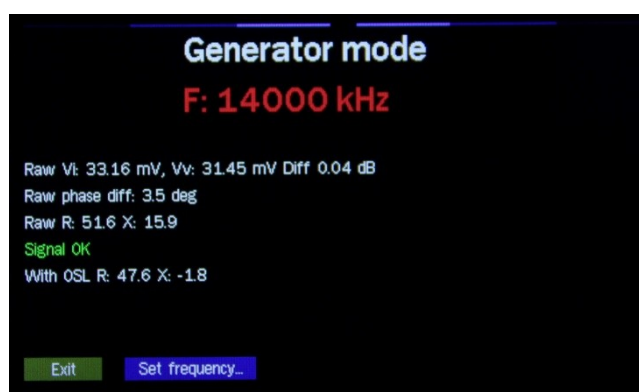 Generator mode
F: 14000 kHz
Raw Vi: 33.16 mV, Vv: 31.45 mV Diff 0.04 dB
Raw phase diff: 3.5 deg
Raw R: 51.6 X: 15.9
Signal OK
With OSL R: 47.6 X: -1.8
Exit
Set frequency...